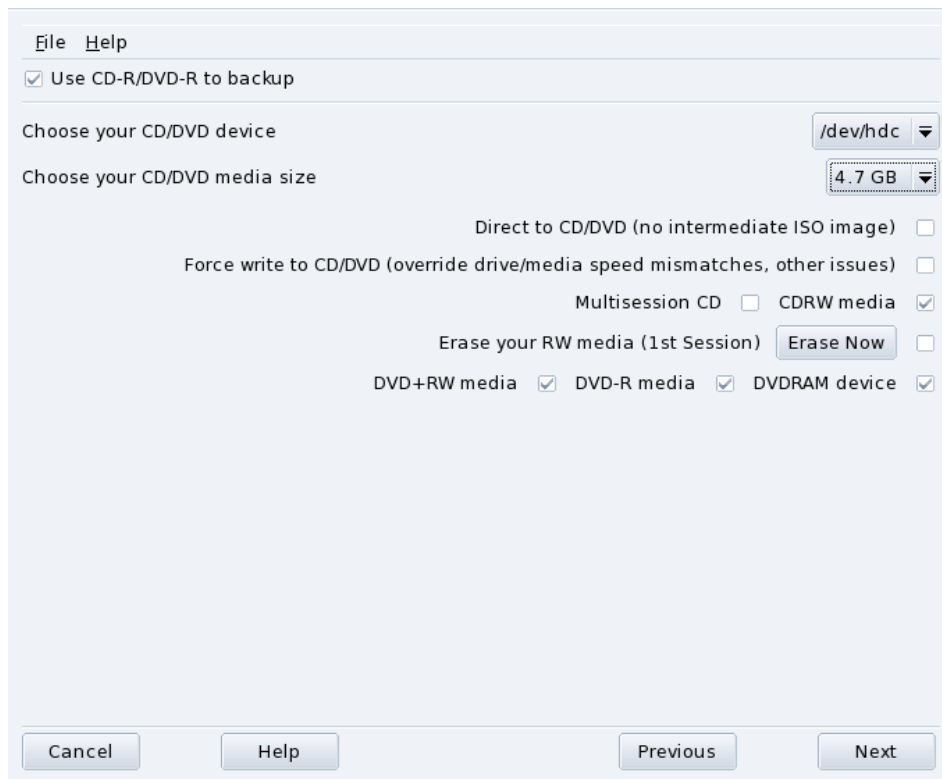 File Help
Use CD-R/DVD-R to backup
Choose your CD/DVD device /dev/hdc
Choose your CD/DVD media size 4.7 GB
Direct to CD/DVD (no intermediate ISO image)
Force write to CD/DVD (override drive/media speed mismatches, other issues)
Multisession CD CDRW media
Erase your RW media (1st Session) Erase Now
DVD+RW media DVD-R media DVDRAM device
Cancel Help Previous Next